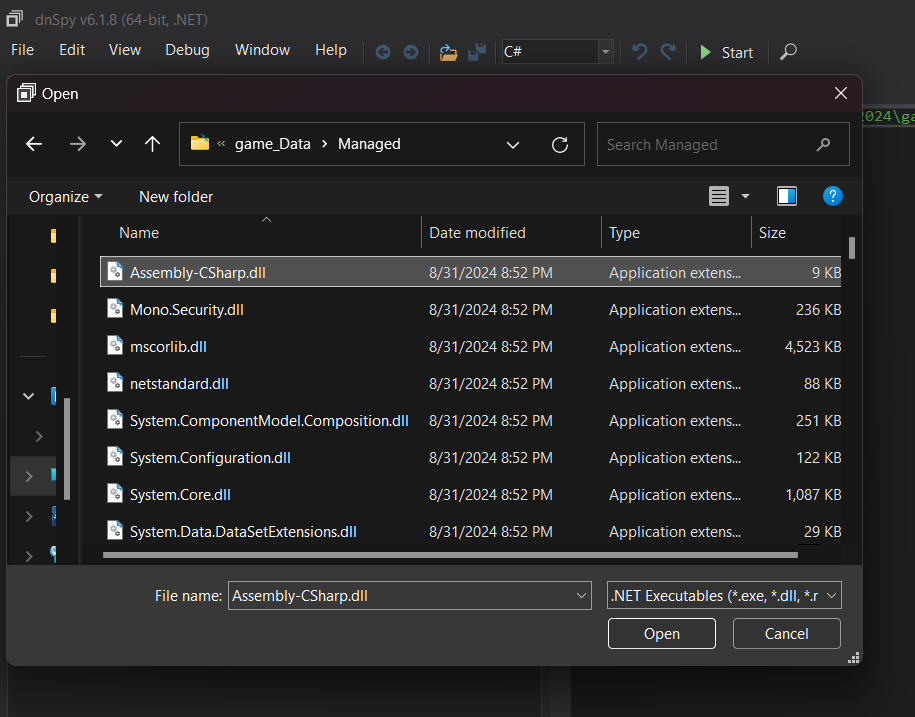 dnSpy v6.1.8 (64-bit, .NET)
File Edit View Debug Window Help C# Start
Open
2024\ga
« game_Data > Managed Search Managed
Organize New folder
Name Date modified Type Size
Assembly-CSharp.dll 8/31/2024 8:52 PM Application extens... 9 KB
Mono.Security.dll 8/31/2024 8:52 PM Application extens... 236 KB
mscorlib.dll 8/31/2024 8:52 PM Application extens... 4,523 KB
netstandard.dll 8/31/2024 8:52 PM Application extens... 88 KB
System.ComponentModel.Composition.dll 8/31/2024 8:52 PM Application extens... 251 KB
System.Configuration.dll 8/31/2024 8:52 PM Application extens... 122 KB
System.Core.dll 8/31/2024 8:52 PM Application extens... 1,087 KB
System.Data.DataSetExtensions.dll 8/31/2024 8:52 PM Application extens... 29 KB
File name: Assembly-CSharp.dll .NET Executables (*.exe, *.dll, *.r
Open Cancel